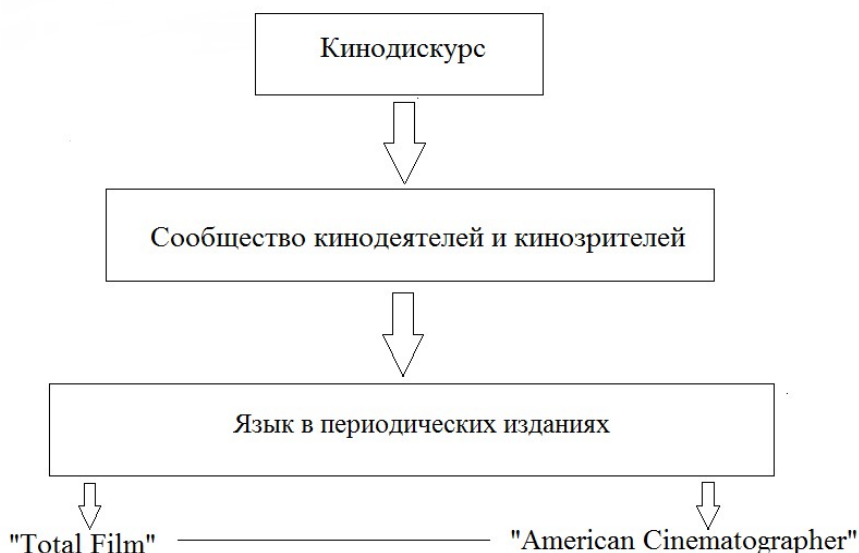 Кинодискурс
Сообщество кинодеятелей и кинозрителей
Язык в периодических изданиях
"Total Film" "American Cinematographer"